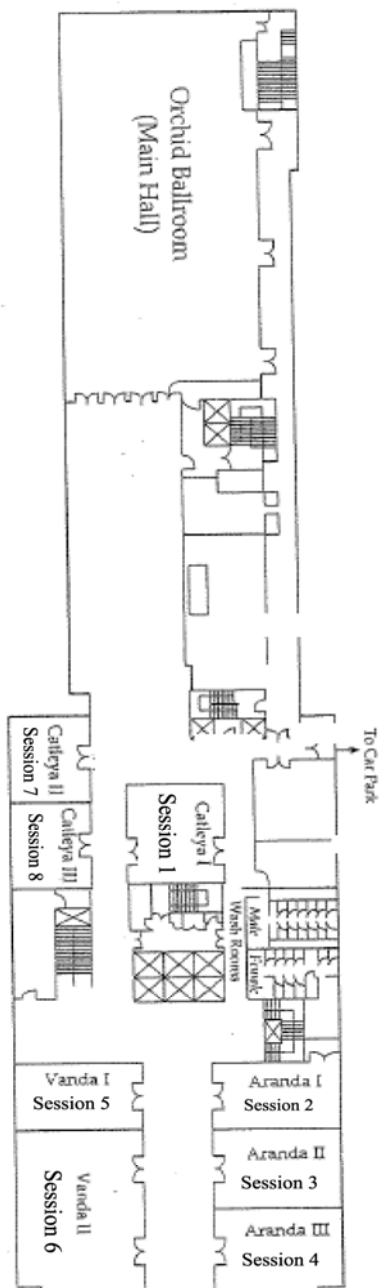 Orchid Ballroom
(Main Hall)
To Car Park
Catleya II
Session 7
Catleya III
Session 8
Catleya I
Session 1
Male
Female
Wash Rooms
Vanda I
Session 5
Aranda I
Session 2
Vanda II
Session 6
Aranda II
Session 3
Aranda III
Session 4